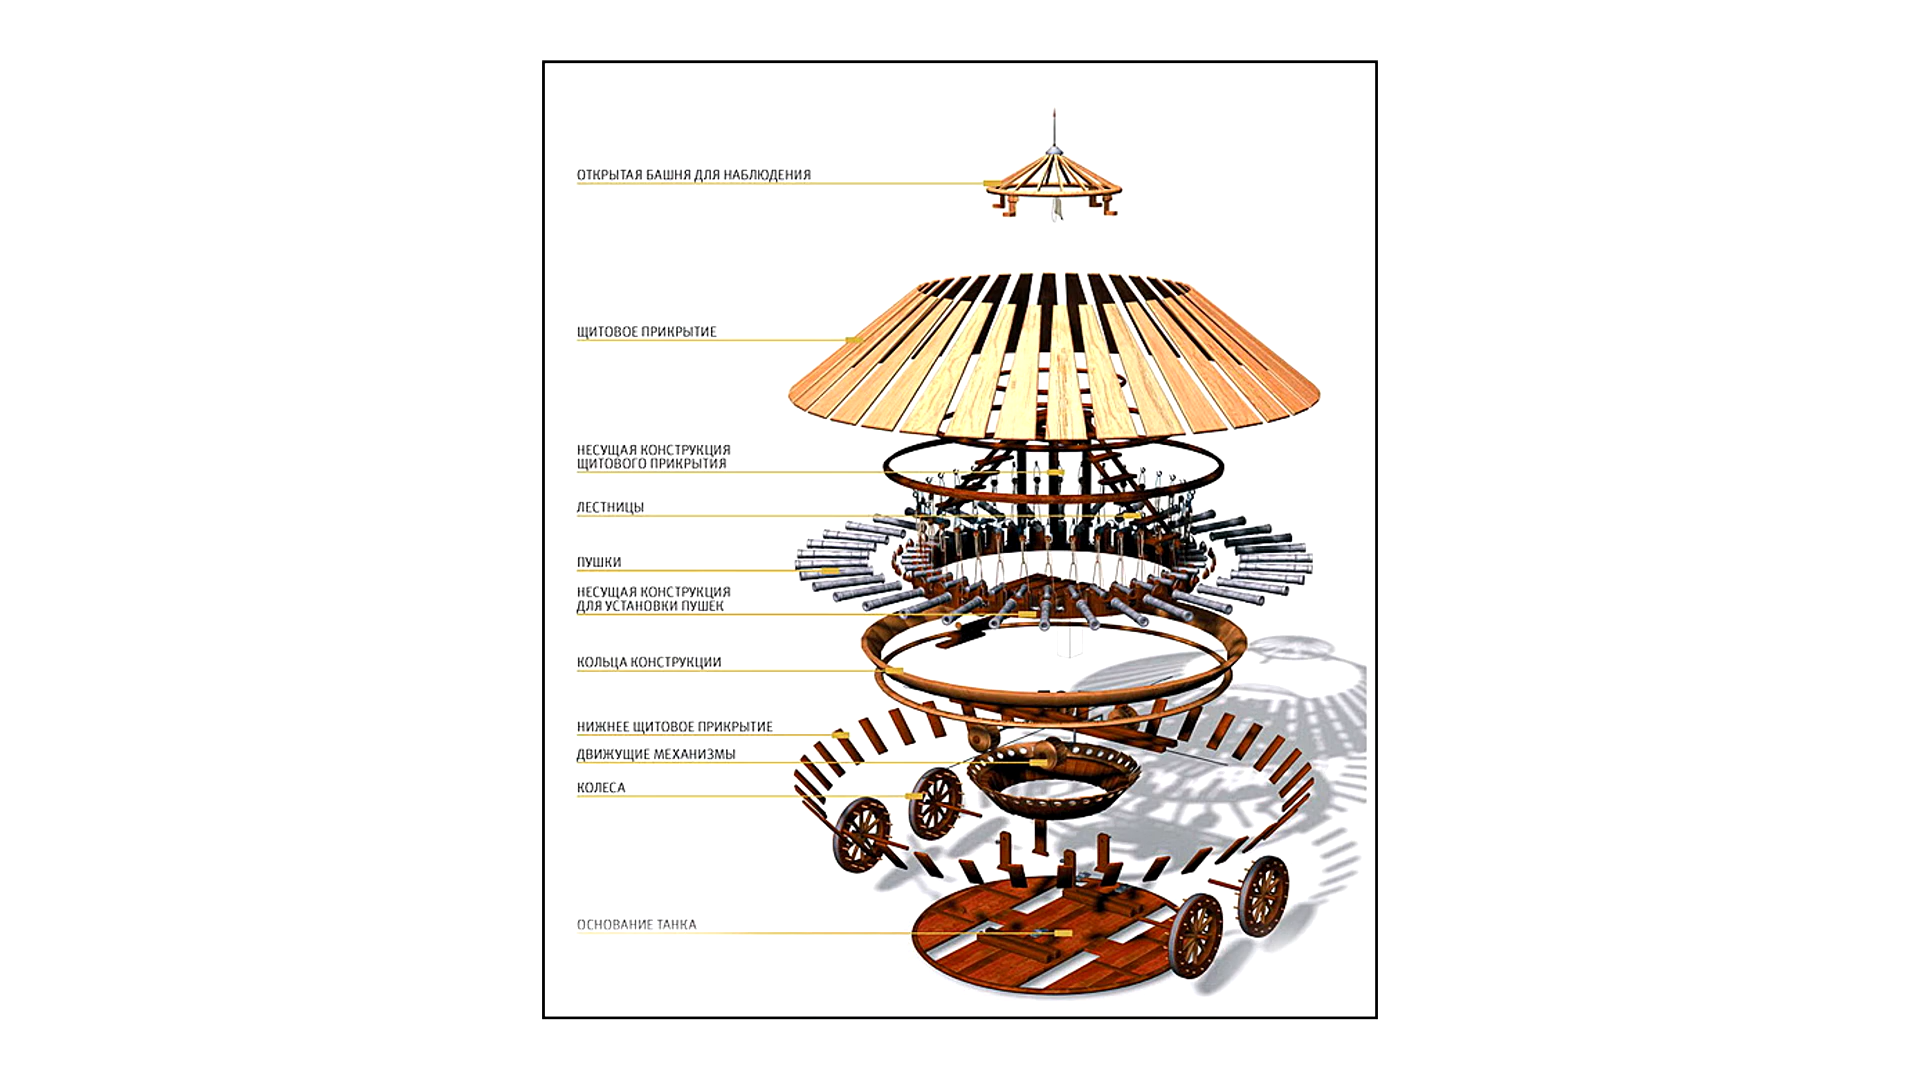 ОТКРЫТАЯ БАШНЯ ДЛЯ НАБЛЮДЕНИЯ
ЩИТОВОЕ ПРИКРЫТИЕ
НЕСУЩАЯ КОНСТРУКЦИЯ
ЩИТОВОГО ПРИКРЫТИЯ
ЛЕСТНИЦЫ
ПУШКИ
НЕСУЩАЯ КОНСТРУКЦИЯ
ДЛЯ УСТАНОВКИ ПУШЕК
КОЛЬЦА КОНСТРУКЦИИ
НИЖНЕЕ ЩИТОВОЕ ПРИКРЫТИЕ
ДВИЖУЩИЕ МЕХАНИЗМЫ
КОЛЕСА
ОСНОВАНИЕ ТАНКА